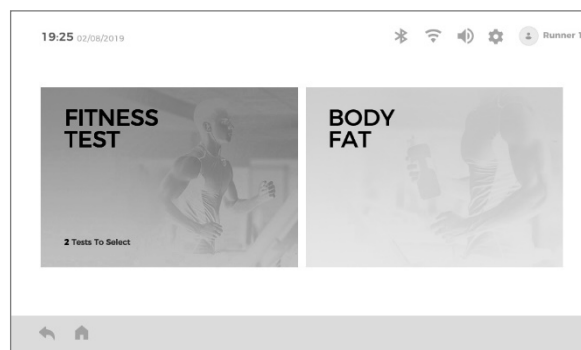 19:25 02/08/2019
Runner 1
FITNESS
TEST
2 Tests To Select
BODY
FAT